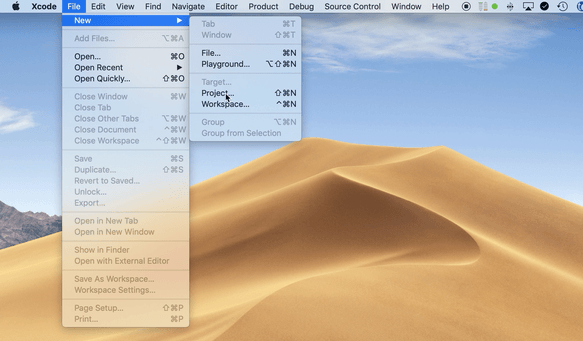 Xcode File Edit View Find Navigate Editor Product Debug Source Control Window
New ▶
Add Files... ⌥⌘A
Open... ⌘O
Open Recent ▶
Open Quickly... ⇧⌘O
Close Window ⌘W
Close Tab
Close Other Tabs ⌥⌘W
Close Document ^⌘W
Close Workspace ^⇧⌘W
Save ⌘S
Duplicate... ⇧⌘S
Revert to Saved...
Unlock...
Export...
Open in New Tab
Open in New Window
Show in Finder
Open with External Editor
Save As Workspace...
Workspace Settings...
Page Setup... ⇧⌘P
Print... ⌘P
Tab ⌘T
Window ⇧⌘T
File... ⌘N
Playground... ⌥⇧⌘N
Target...
Project... ⇧⌘N
Workspace... ^⌘N
Group ⌥⌘N
Group from Selection